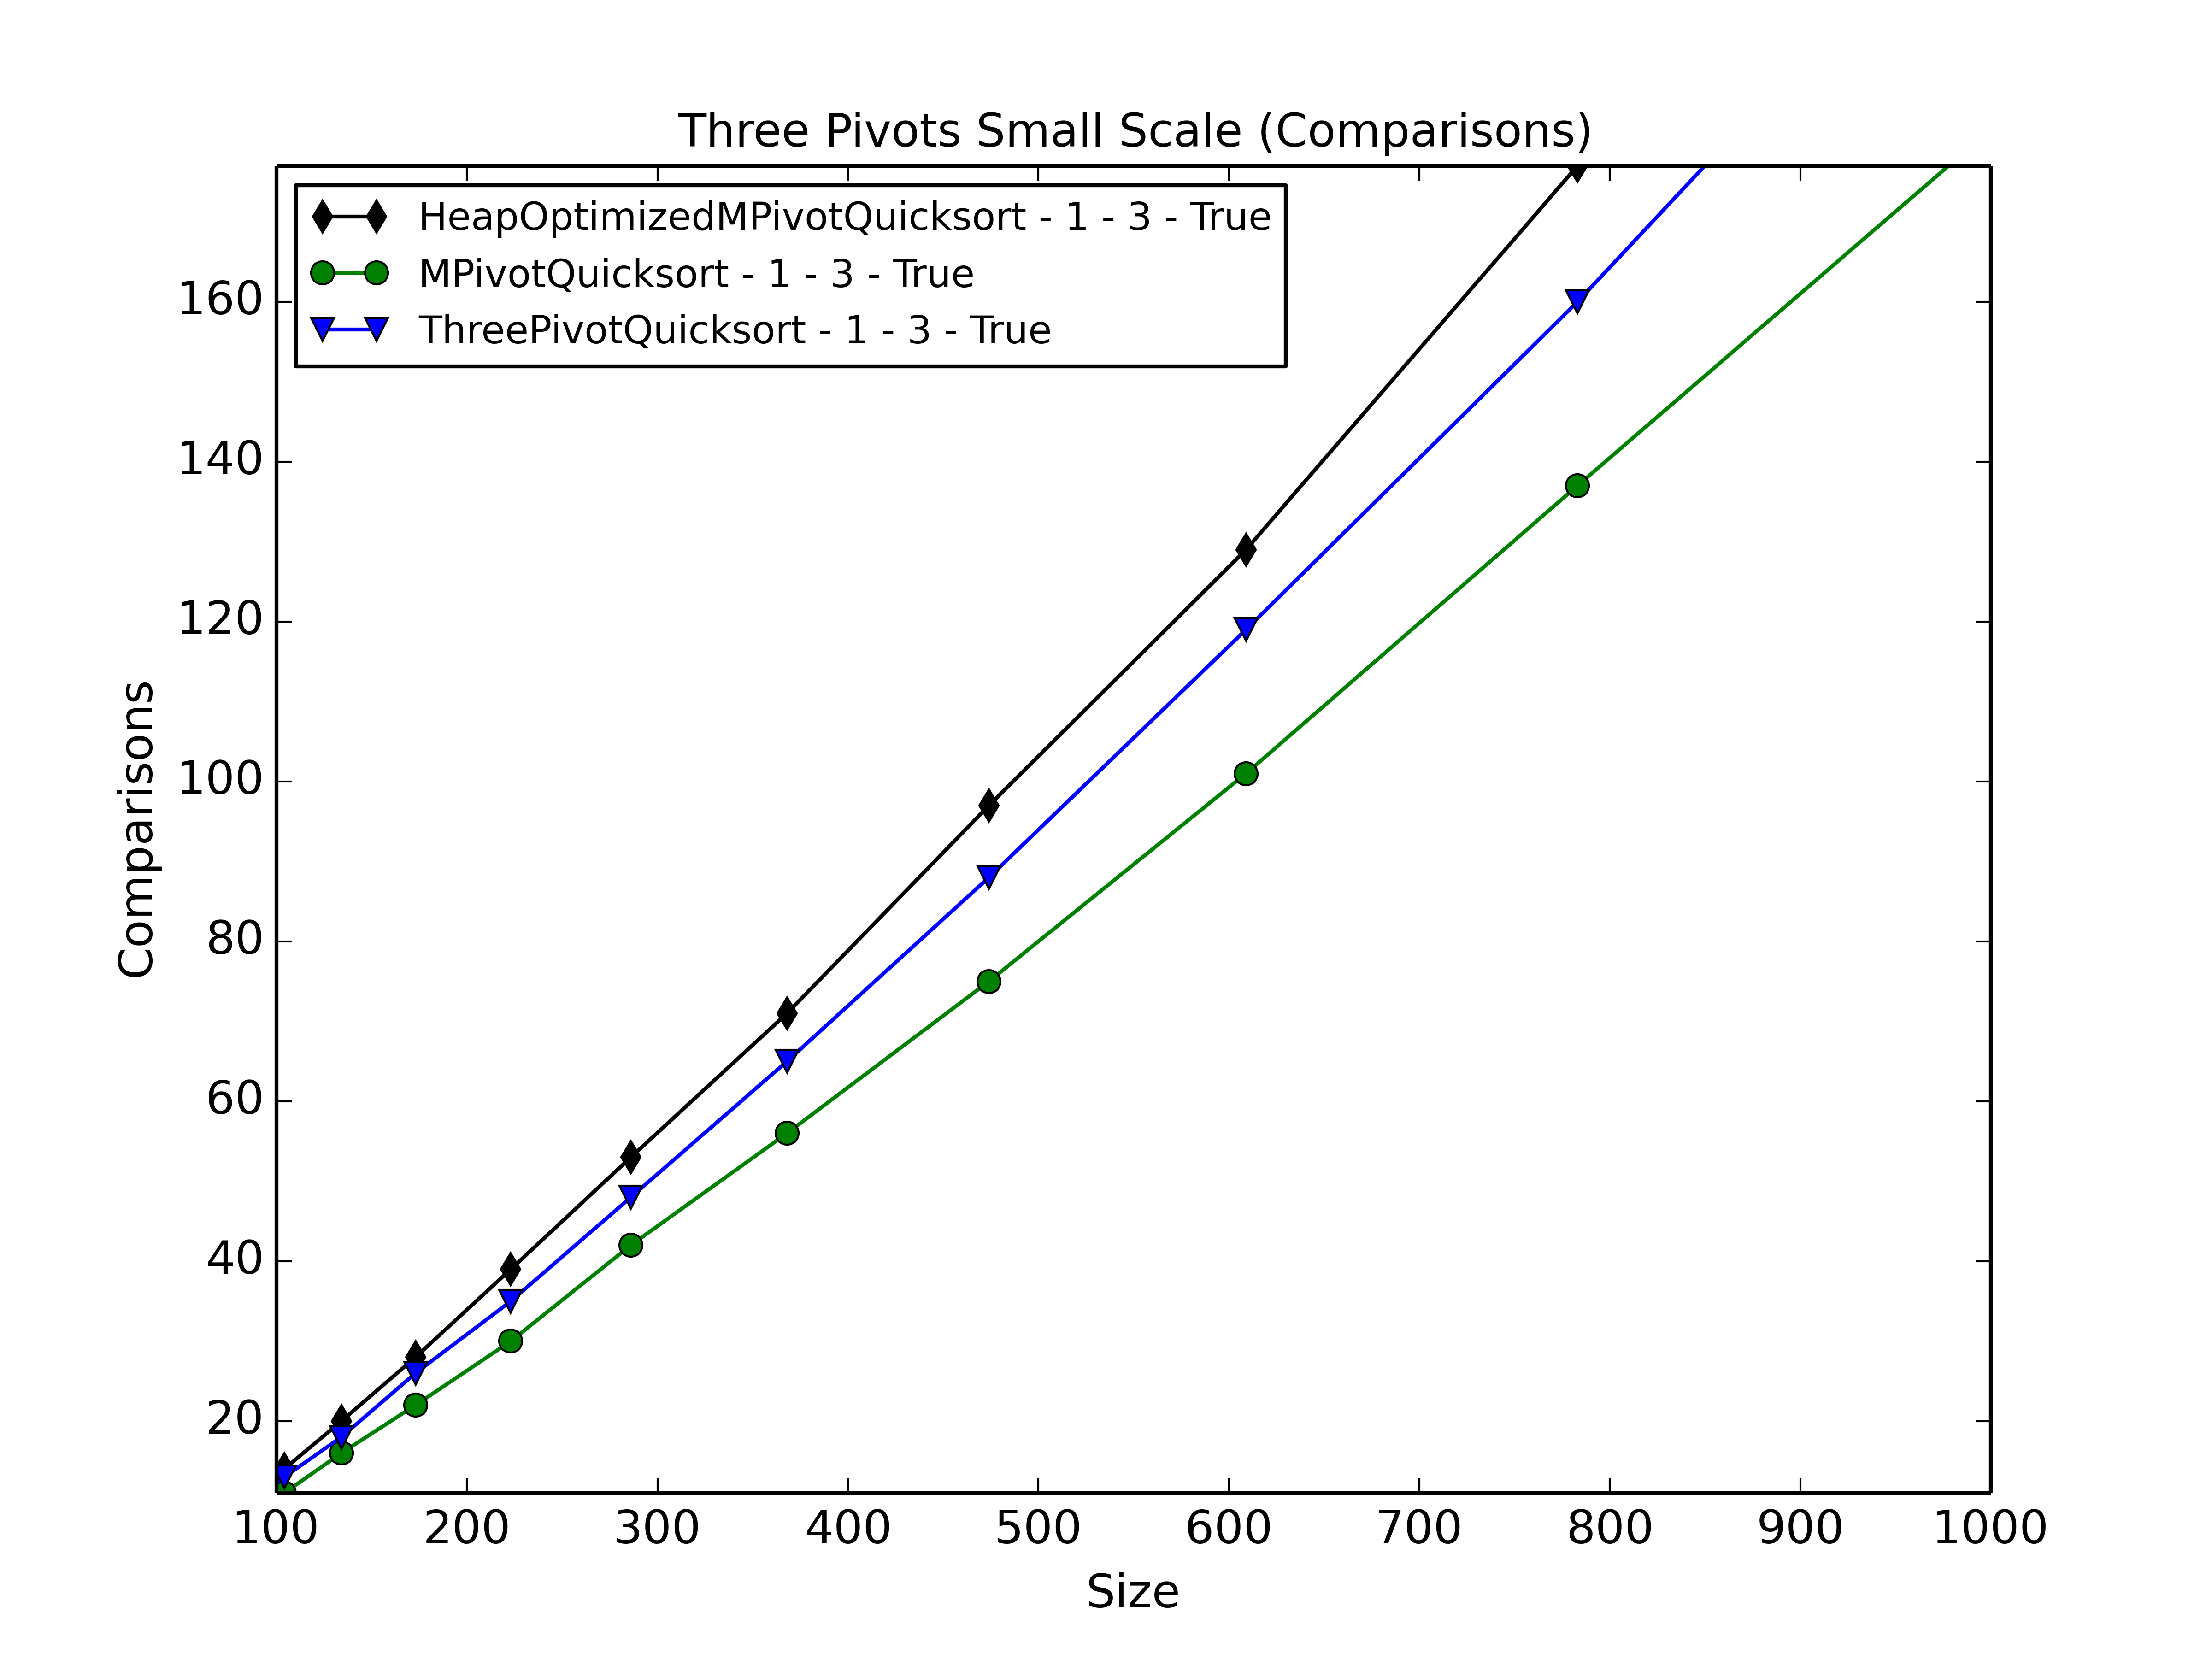 Three Pivots Small Scale (Comparisons)
HeapOptimizedMPivotQuicksort - 1 - 3 - True
MPivotQuicksort - 1 - 3 - True
ThreePivotQuicksort - 1 - 3 - True
160
140
120
100
80
60
40
20
Comparisons
100 200 300 400 500 600 700 800 900 1000
Size